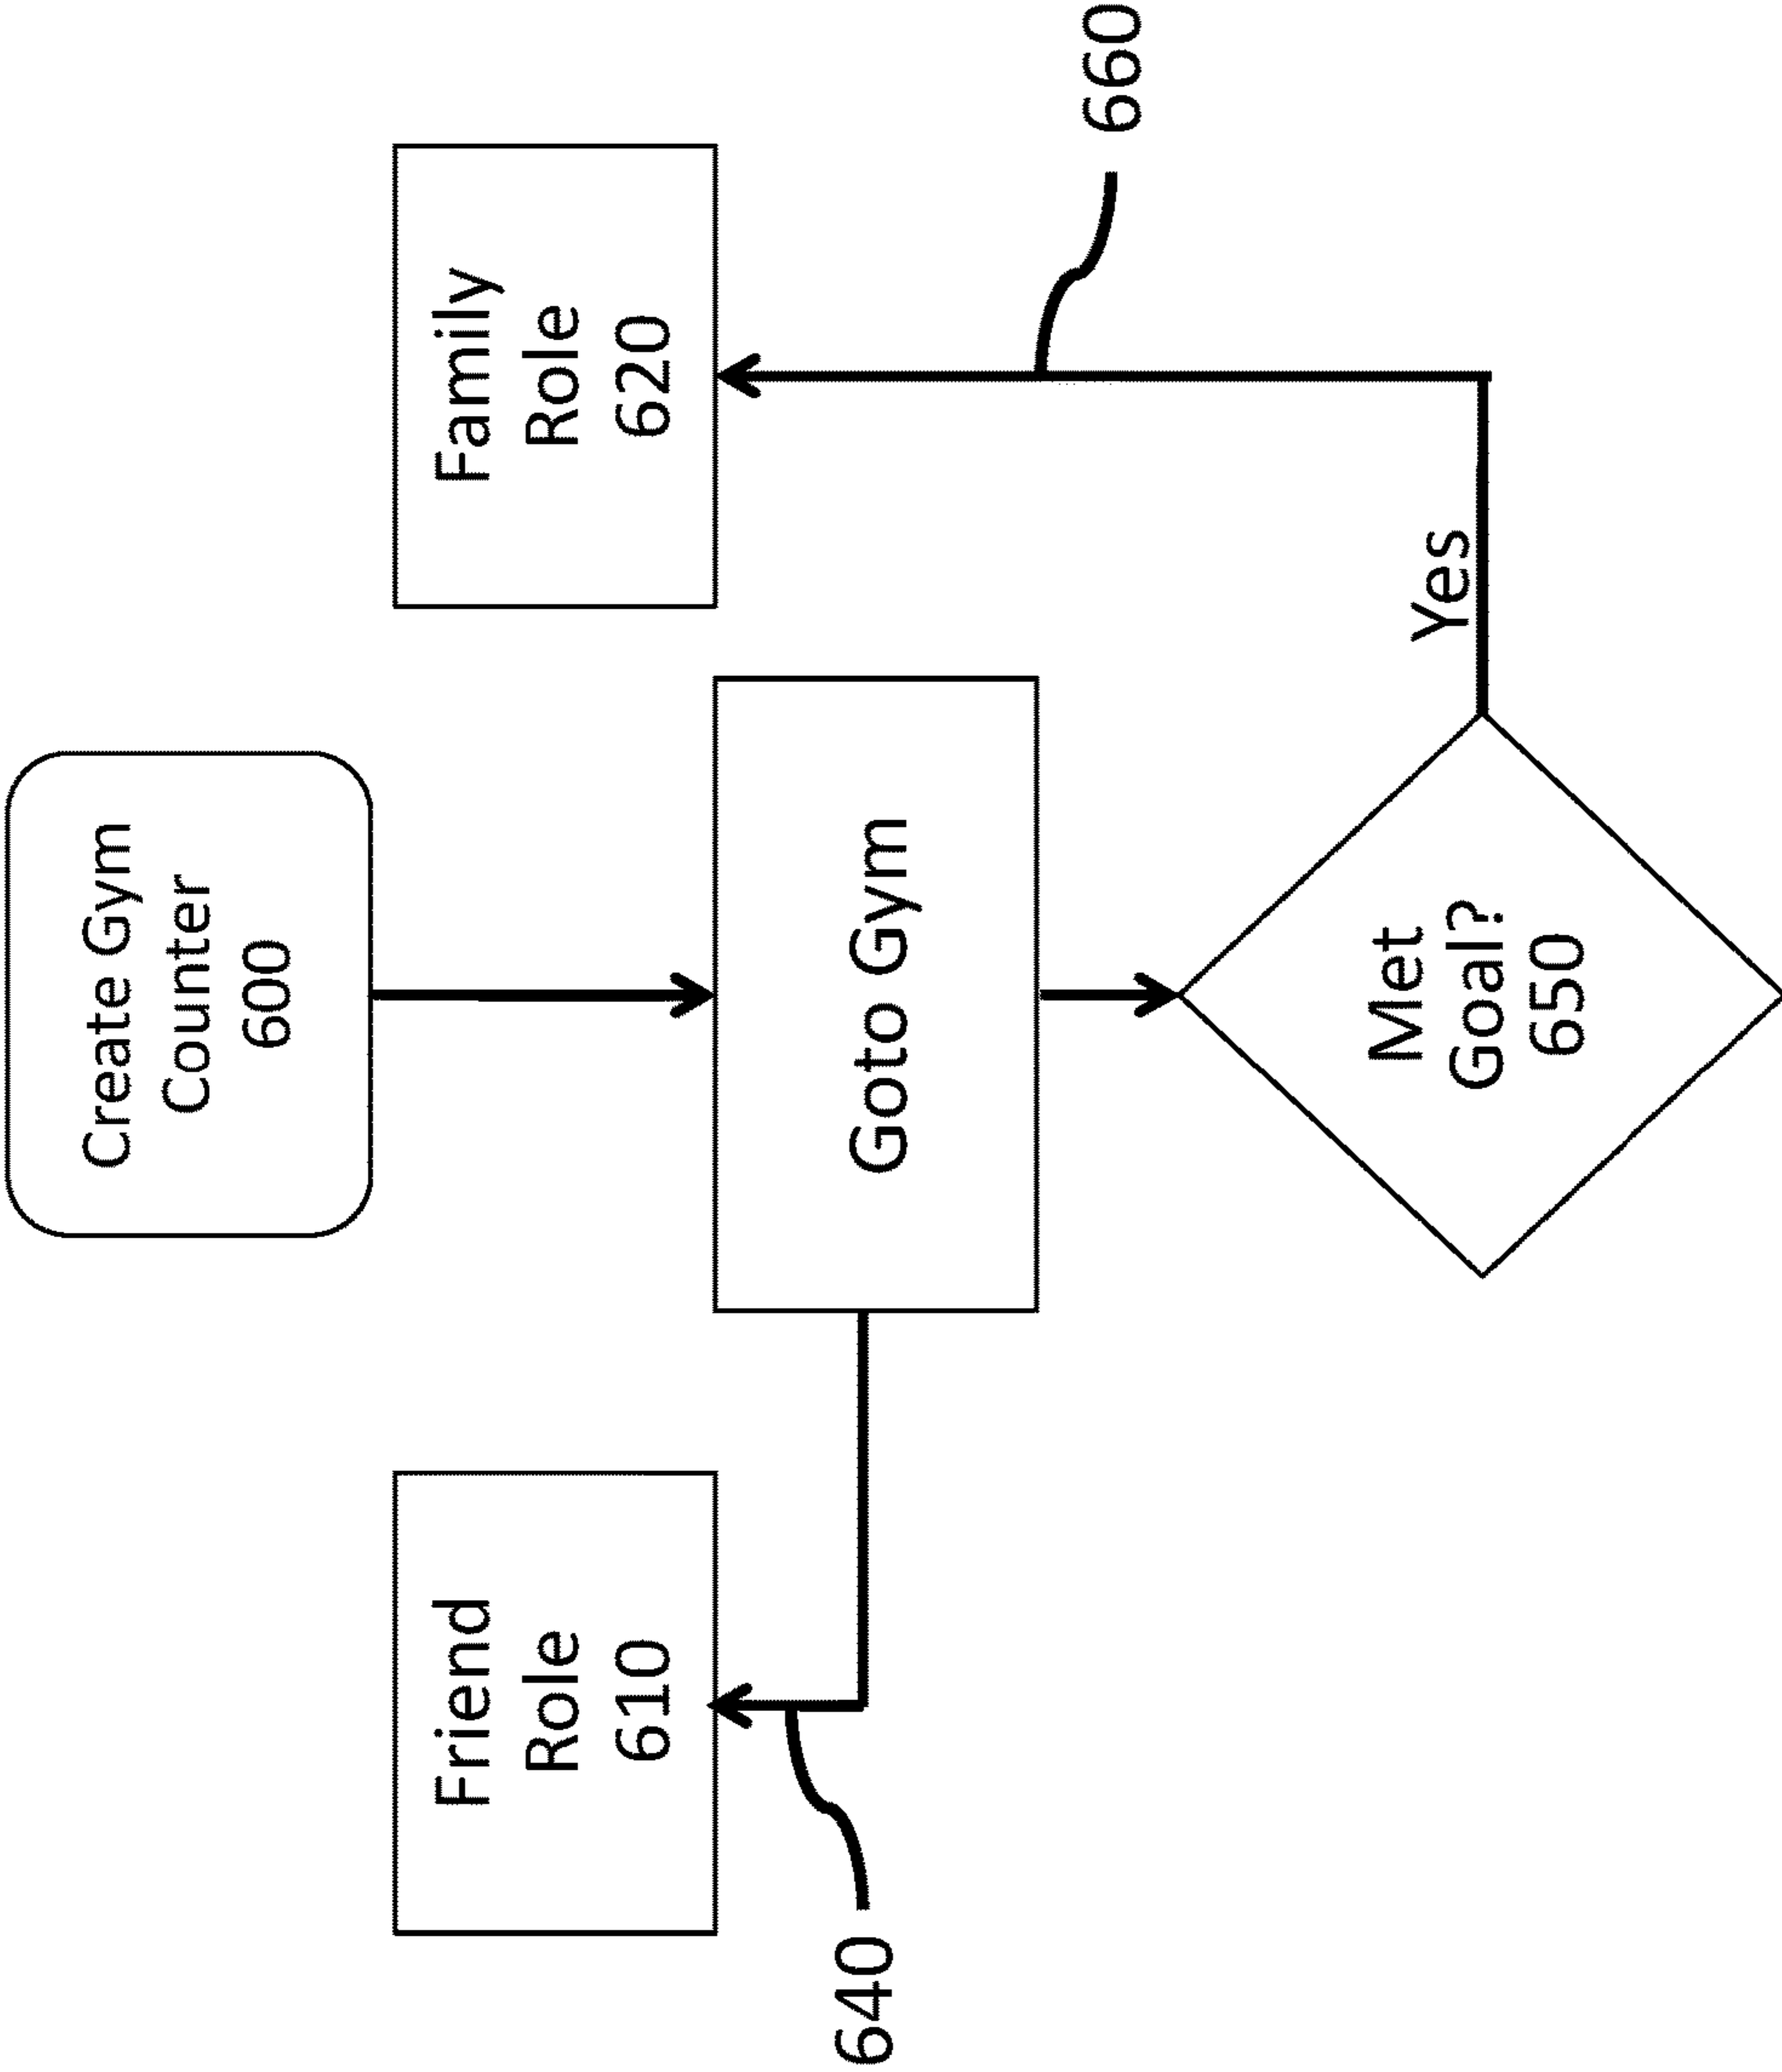 Create Gym
Counter
600
Friend
Role
610
Family
Role
620
640
Goto Gym
660
Met
Goal?
650
Yes